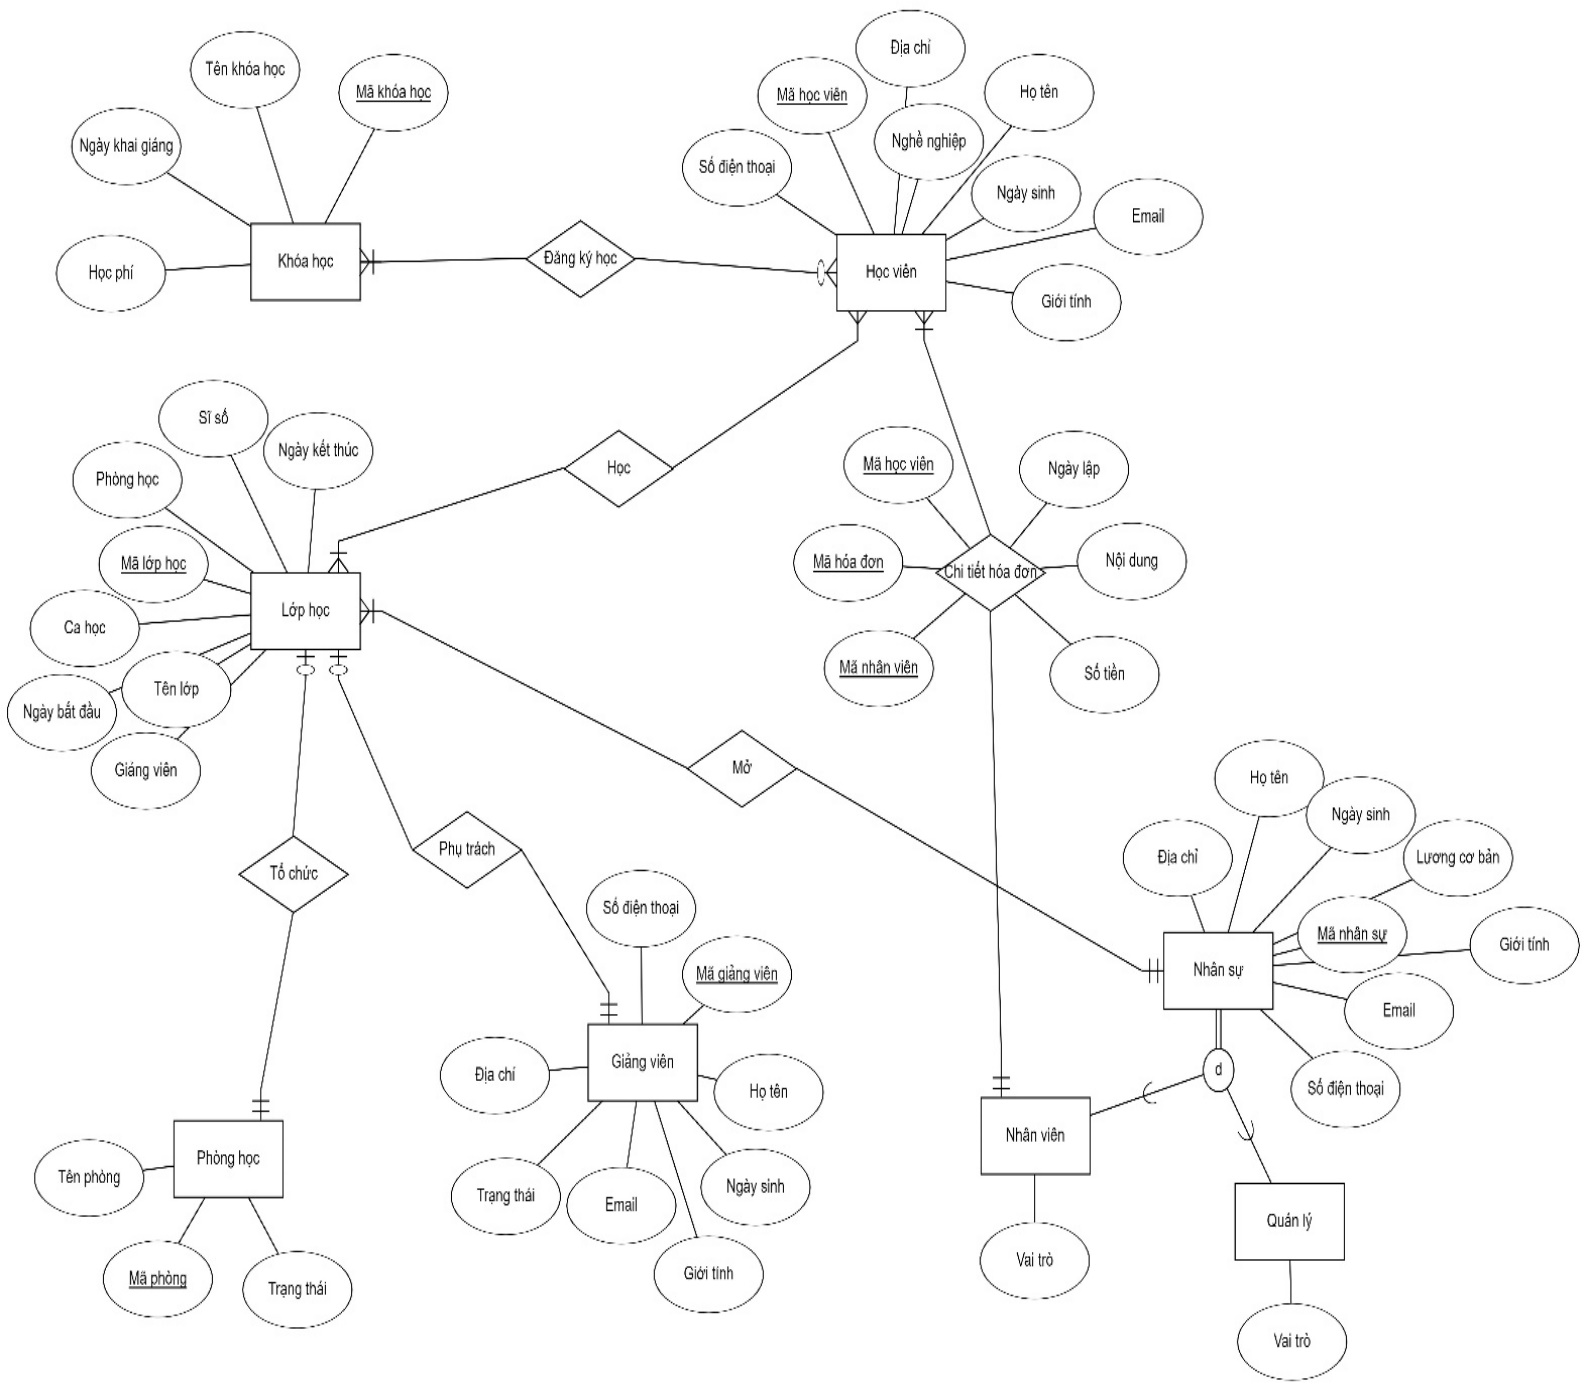 Địa chỉ
Tên khóa học
Mã khóa học
Mã học viên
Họ tên
Ngày khai giảng
Nghề nghiệp
Số điện thoại
Ngày sinh
Email
Khóa học
Đăng ký học
Học viên
Học phí
Giới tính
Sĩ số
Ngày kết thúc
Phòng học
Học
Mã học viên
Ngày lập
Mã lớp học
Mã hóa đơn
Chi tiết hóa đơn
Nội dung
Lớp học
Ca học
Mã nhân viên
Số tiền
Tên lớp
Ngày bắt đầu
Giảng viên
Mở
Họ tên
Ngày sinh
Phụ trách
Địa chỉ
Lương cơ bản
Tổ chức
Số điện thoại
Mã nhân sự
Giới tính
Mã giảng viên
Nhân sự
Email
Giảng viên
Địa chỉ
Họ tên
d
Số điện thoại
Nhân viên
Phòng học
Tên phòng
Trạng thái
Email
Ngày sinh
Quản lý
Mã phòng
Trạng thái
Giới tính
Vai trò
Vai trò